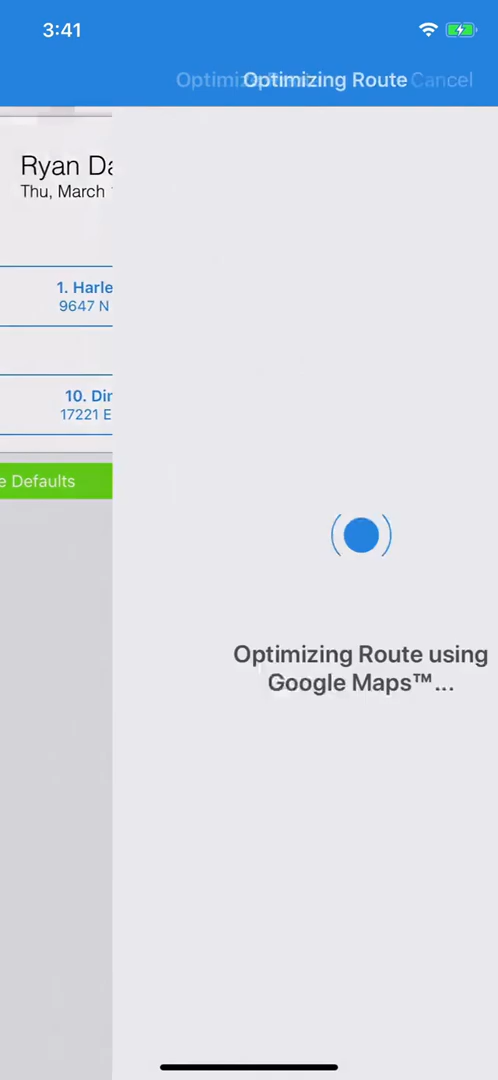 3:41
Optimizing Route
Cancel
Ryan Da
Thu, March
1. Harle
9647 N
10. Dir
17221 E
e Defaults
Optimizing Route using
Google Maps™...